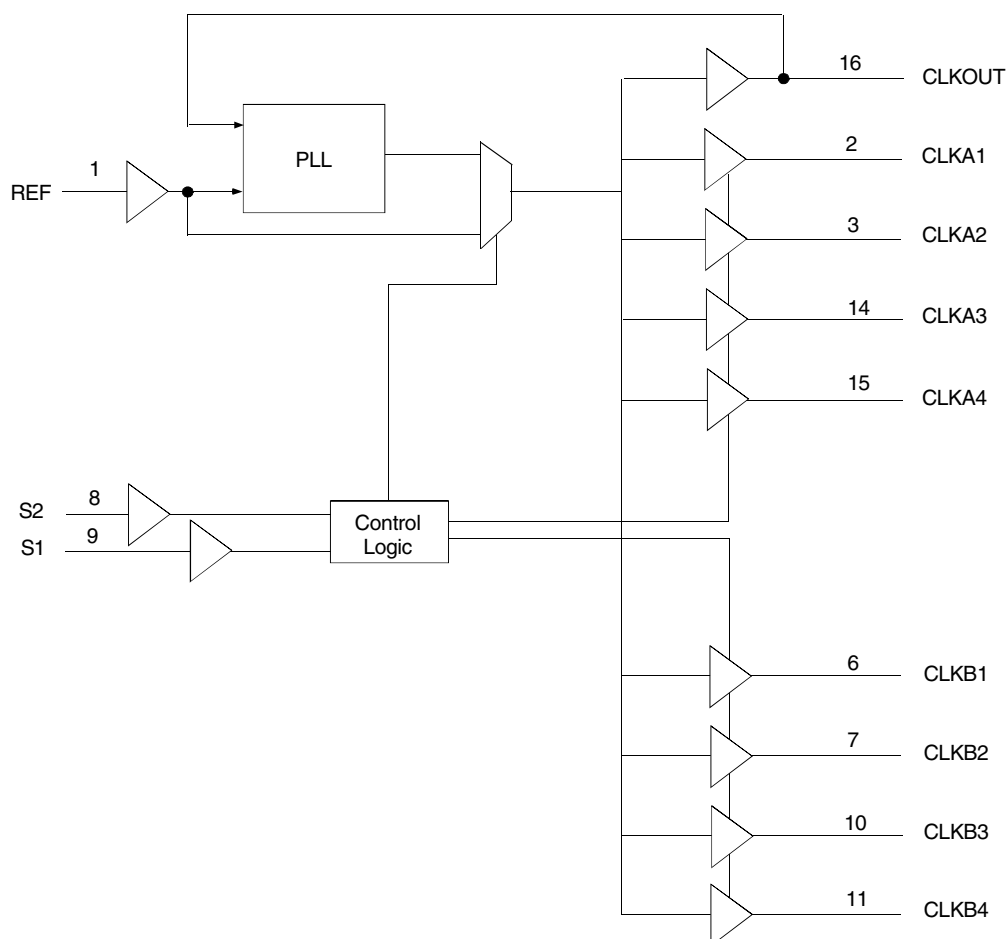 16 CLKOUT
PLL
1
REF
2 CLKA1
3 CLKA2
14 CLKA3
15 CLKA4
S2 8
S1 9
Control
Logic
6 CLKB1
7 CLKB2
10 CLKB3
11 CLKB4